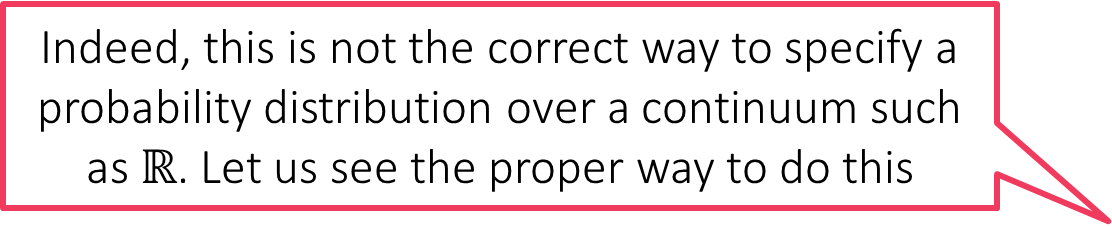 Indeed, this is not the correct way to specify a
probability distribution over a continuum such
as ℝ. Let us see the proper way to do this